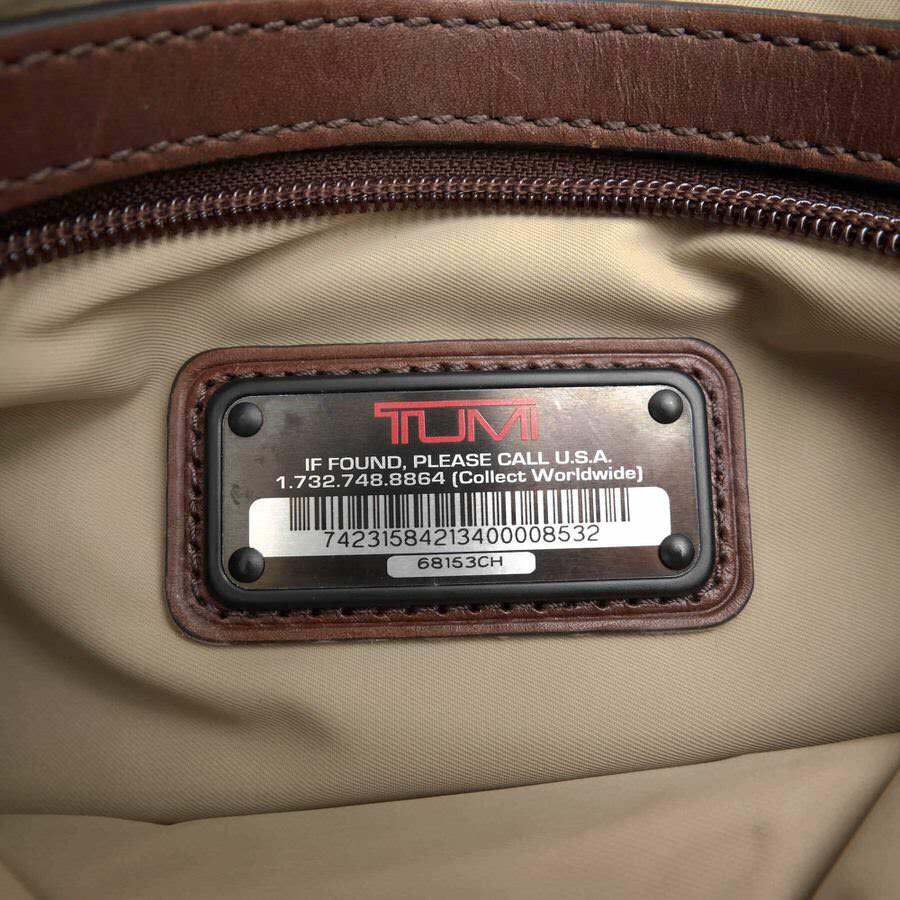 TUMI
IF FOUND, PLEASE CALL U.S.A.
1.732.748.8864 (Collect Worldwide)
74231584213400008532
68153CH